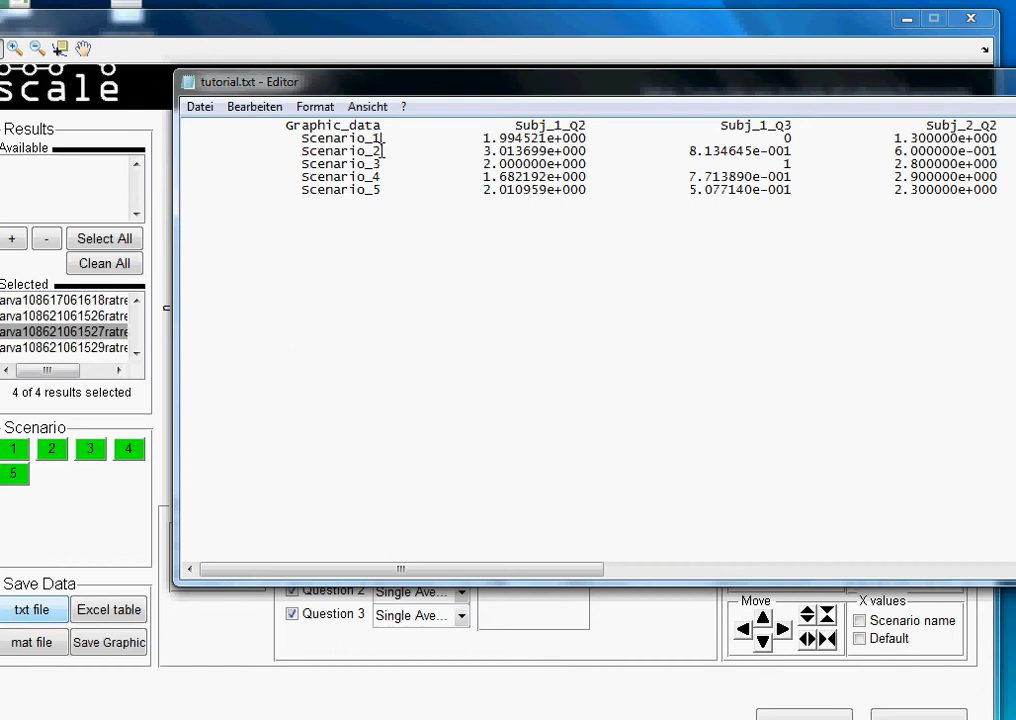 scale
tutorial.txt - Editor
Datei Bearbeiten Format Ansicht ?
Graphic_data Subj_1_Q2 Subj_1_Q3 Subj_2_Q2
Scenario_1 1.994521e+000 0 1.300000e+000
Scenario_2 3.013699e+000 8.134645e-001 6.000000e-001
Scenario_3 2.000000e+000 1 2.800000e+000
Scenario_4 1.682192e+000 7.713890e-001 2.900000e+000
Scenario_5 2.010959e+000 5.077140e-001 2.300000e+000
Results
Available
+ - Select All
Clean All
Selected
arva108617061618ratre
arva108621061526ratre
arva108621061527ratre
arva108621061529ratre
4 of 4 results selected
Scenario
1 2 3 4
5
Save Data
txt file Excel table
mat file Save Graphic
Question 2 Single Ave...
Question 3 Single Ave...
Move
X values
Scenario name
Default